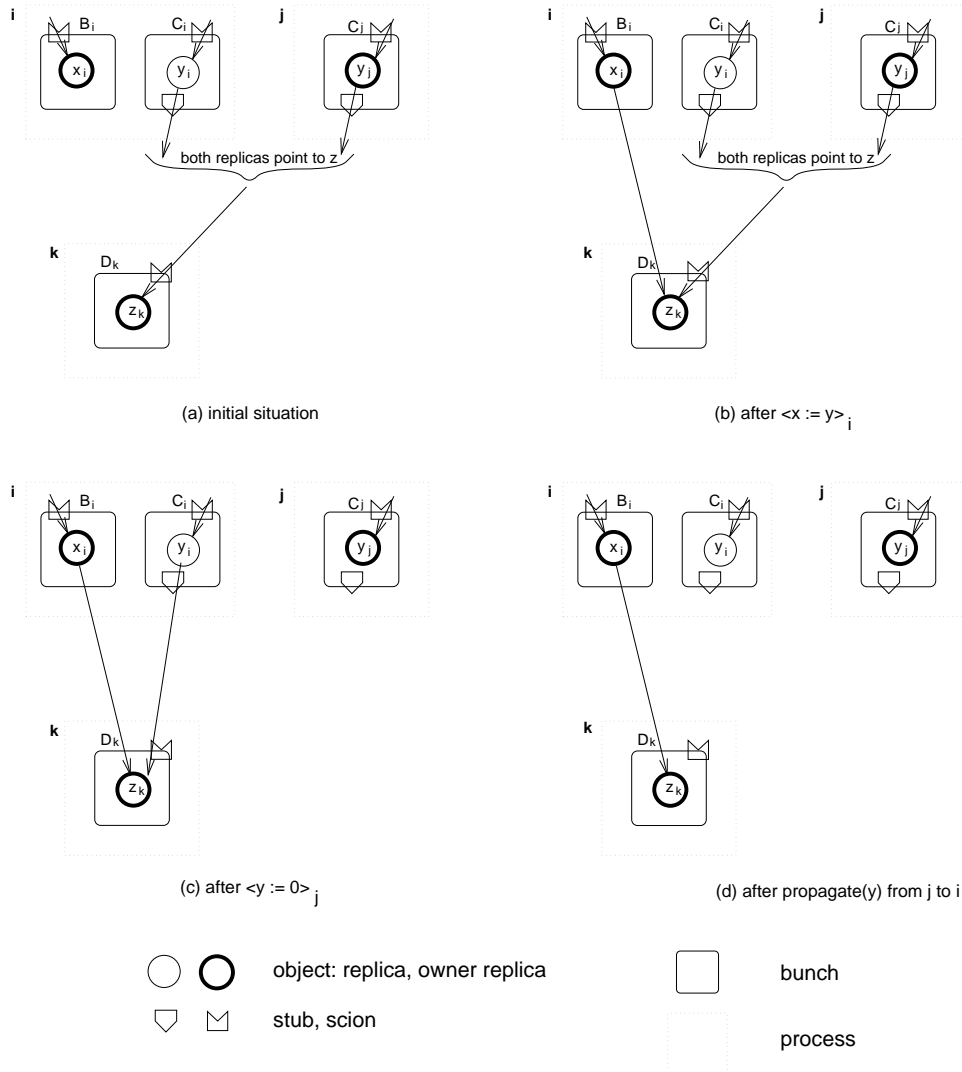 i
B i
C i
j
C j
x i
y i
y j
both replicas point to z
k
D k
z k
(a) initial situation
i
B i
C i
j
C j
x i
y i
y j
both replicas point to z
k
D k
z k
(b) after <x := y> i
i
B i
C i
j
C j
x i
y i
y j
k
D k
z k
(c) after <y := 0> j
i
B i
C i
j
C j
x i
y i
y j
k
D k
z k
(d) after propagate(y) from j to i
object: replica, owner replica
bunch
stub, scion
process